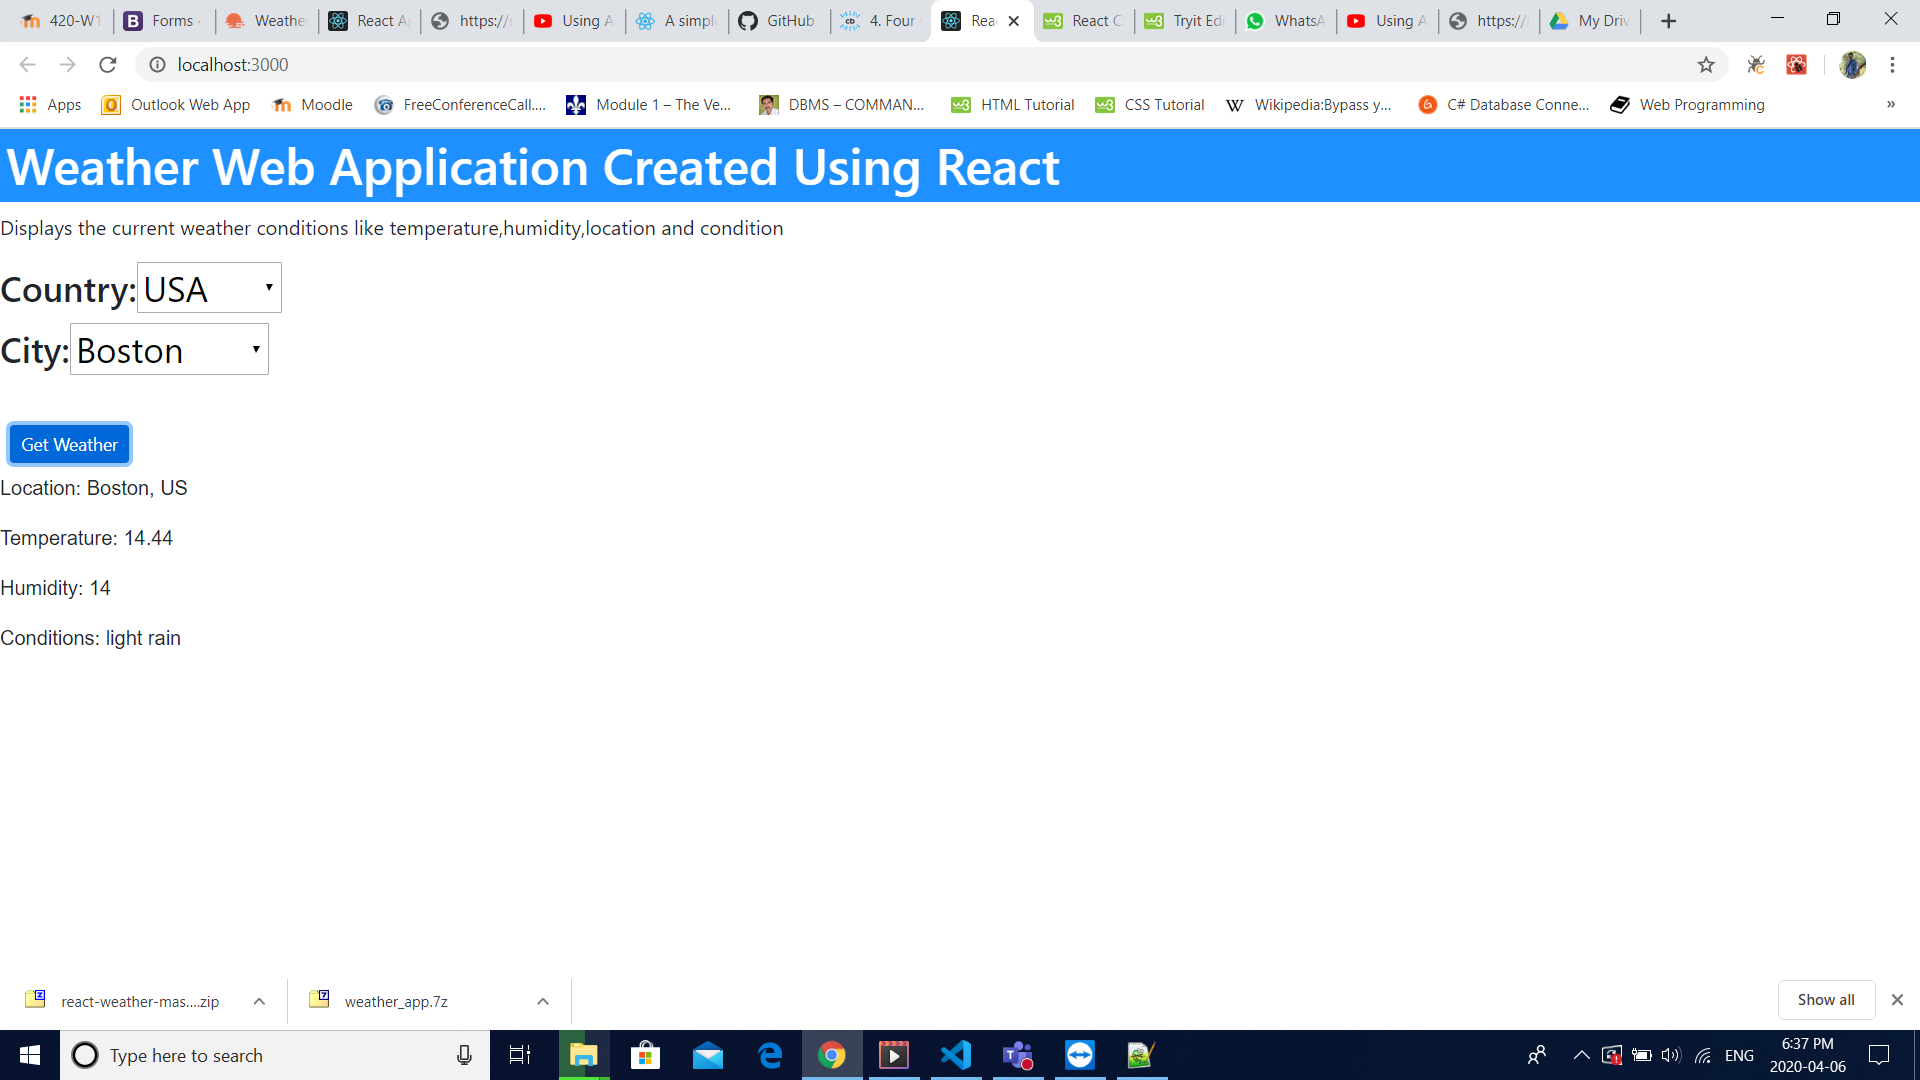 420-W1 Forms - Weathe React A https:// Using A A simpl GitHub 4. Four Rea React C Tryit Ed WhatsA Using A https:// My Driv
localhost:3000
Apps Outlook Web App Moodle FreeConferenceCall.... Module 1 – The Ve... DBMS – COMMAN... HTML Tutorial CSS Tutorial Wikipedia:Bypass y... C# Database Conne... Web Programming »
Weather Web Application Created Using React
Displays the current weather conditions like temperature,humidity,location and condition
Country: USA
City: Boston
Get Weather
Location: Boston, US
Temperature: 14.44
Humidity: 14
Conditions: light rain
react-weather-mas....zip weather_app.7z Show all
Type here to search ENG 6:37 PM
2020-04-06